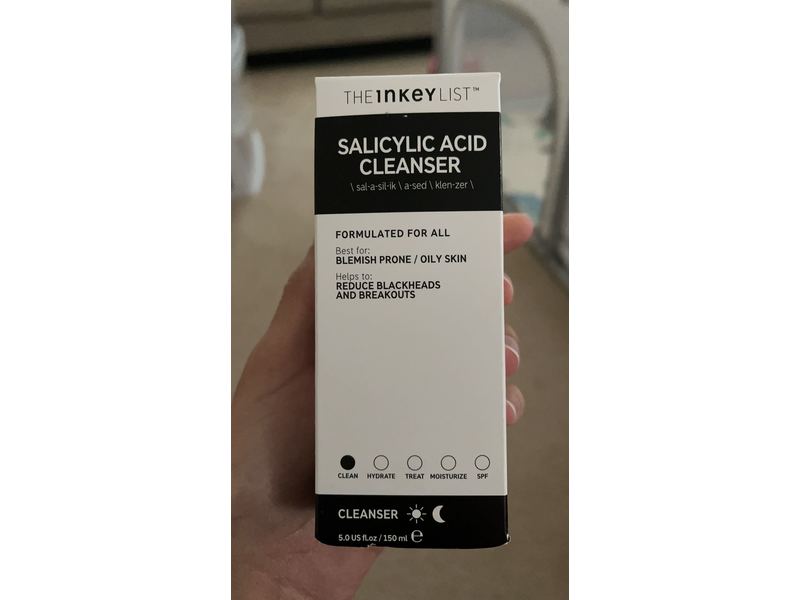 THE INKEY LIST™
SALICYLIC ACID
CLEANSER
\ sal-a-sil-ik \ a-sed \ klen-zer \
FORMULATED FOR ALL
Best for:
BLEMISH PRONE / OILY SKIN
Helps to:
REDUCE BLACKHEADS
AND BREAKOUTS
CLEAN HYDRATE TREAT MOISTURIZE SPF
CLEANSER
5.0 US fl.oz / 150 ml ℮